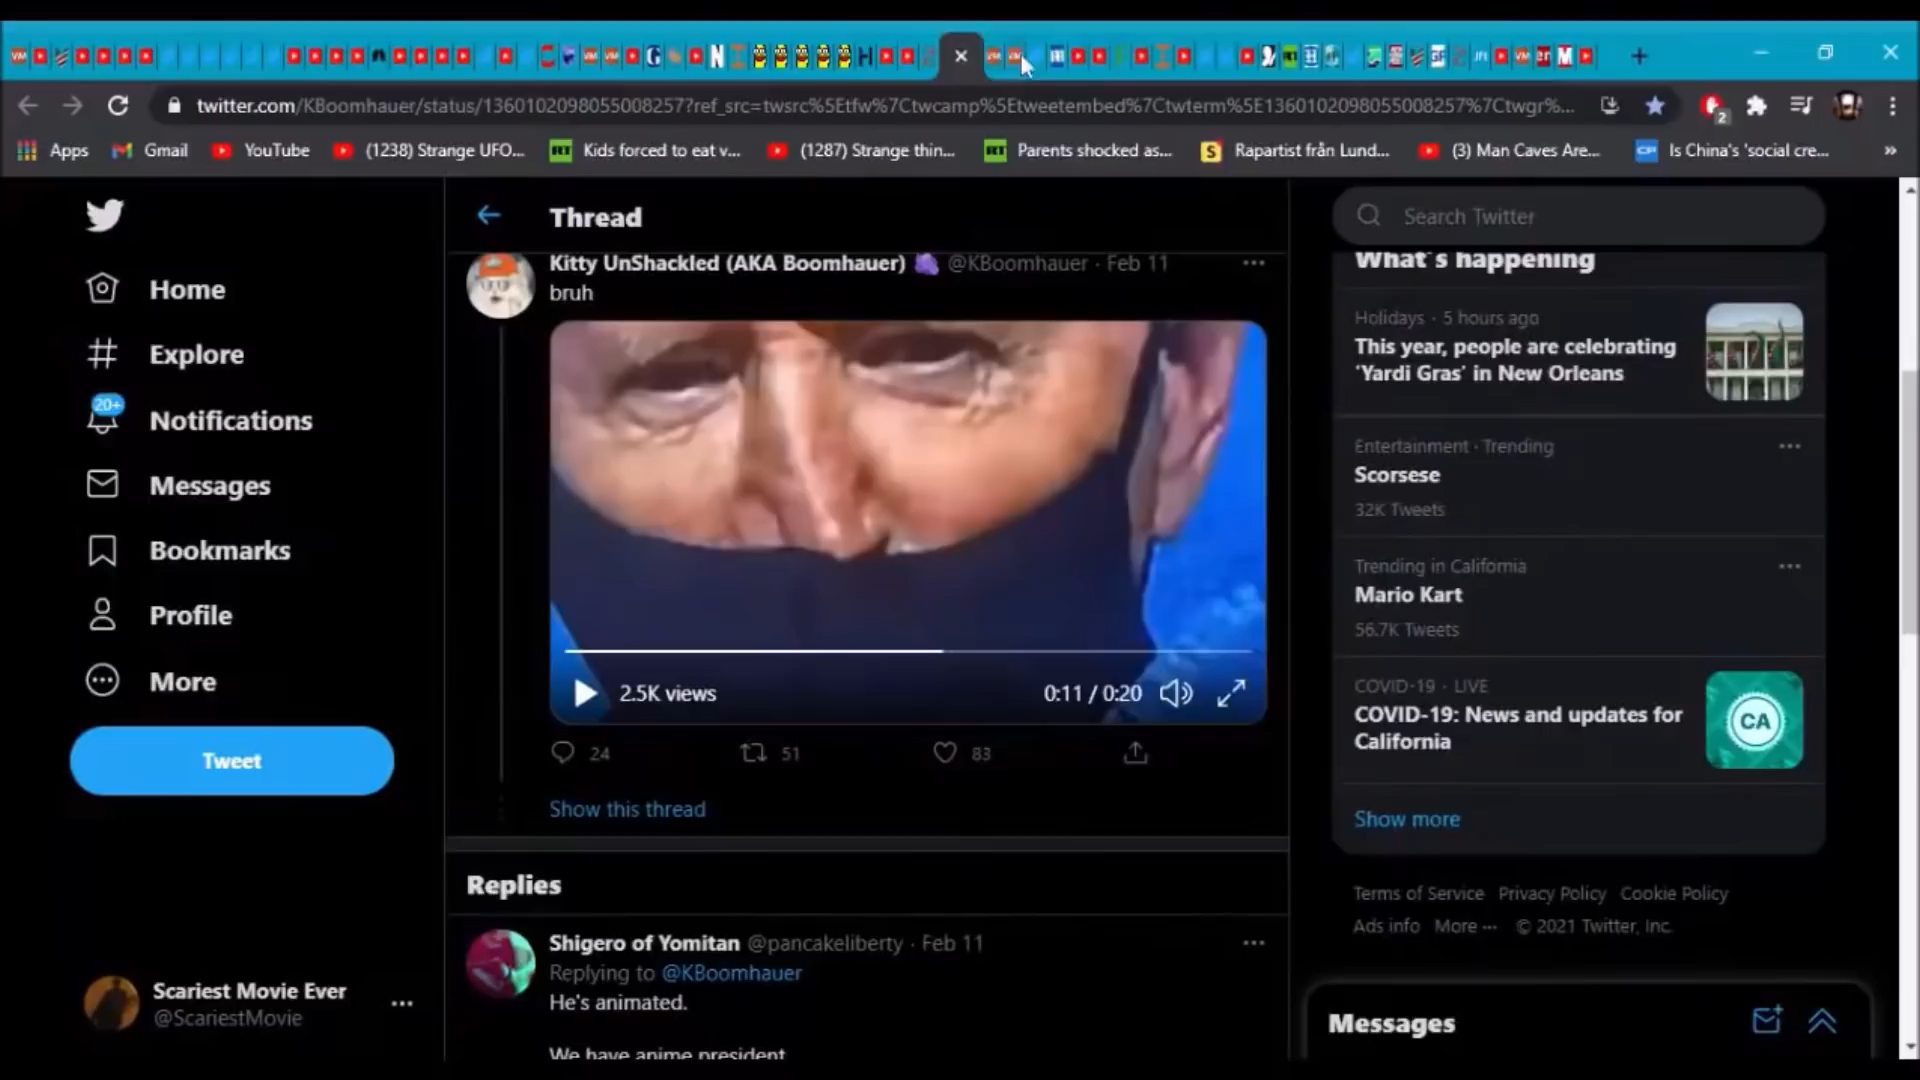 twitter.com/KBoomhauer/status/1360102098055008257?ref_src=twsrc%5Etfw%7Ctwcamp%5Etweetembed%7Ctwterm%5E1360102098055008257%7Ctwgr%...
2
Apps
Gmail
YouTube
(1238) Strange UFO...
RT
Kids forced to eat v...
(1287) Strange thin...
RT
Parents shocked as...
S
Rapartist från Lund...
(3) Man Caves Are...
CP
Is China's 'social cre...
»
Home
Explore
20+
Notifications
Messages
Bookmarks
Profile
More
Tweet
Scariest Movie Ever
@ScariestMovie
Thread
Kitty UnShackled (AKA Boomhauer) @KBoomhauer · Feb 11
bruh
2.5K views
0:11 / 0:20
24
51
83
Show this thread
Replies
Shigero of Yomitan @pancakeliberty · Feb 11
Replying to @KBoomhauer
He's animated.
We have anime president
Search Twitter
What's happening
Holidays · 5 hours ago
This year, people are celebrating
'Yardi Gras' in New Orleans
Entertainment · Trending
Scorsese
32K Tweets
Trending in California
Mario Kart
56.7K Tweets
COVID-19 · LIVE
COVID-19: News and updates for
California
CA
Show more
Terms of Service Privacy Policy Cookie Policy
Ads info More ··· © 2021 Twitter, Inc.
Messages